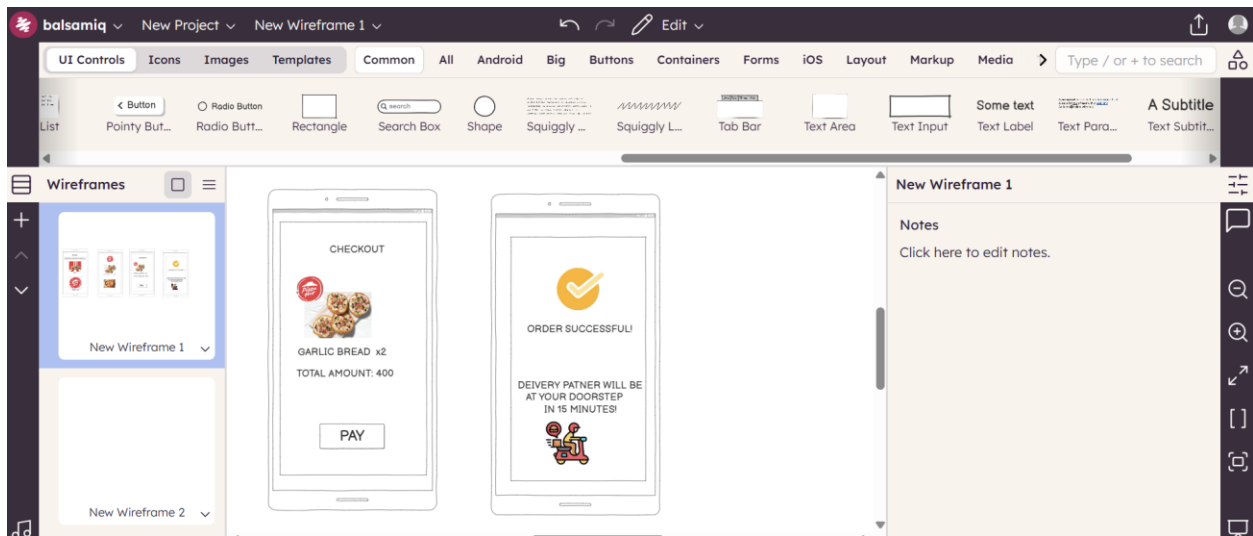 balsamiq New Project New Wireframe 1 Edit
UI Controls Icons Images Templates Common All Android Big Buttons Containers Forms iOS Layout Markup Media Type / or + to search
Button Radio Button search Some text A Subtitle
List Pointy But... Radio Butt... Rectangle Search Box Shape Squiggly ... Squiggly L... Tab Bar Text Area Text Input Text Label Text Para... Text Subtit...
Wireframes
New Wireframe 1
New Wireframe 2
CHECKOUT
GARLIC BREAD x2
TOTAL AMOUNT: 400
PAY
ORDER SUCCESSFUL!
DEIVERY PATNER WILL BE
AT YOUR DOORSTEP
IN 15 MINUTES!
New Wireframe 1
Notes
Click here to edit notes.